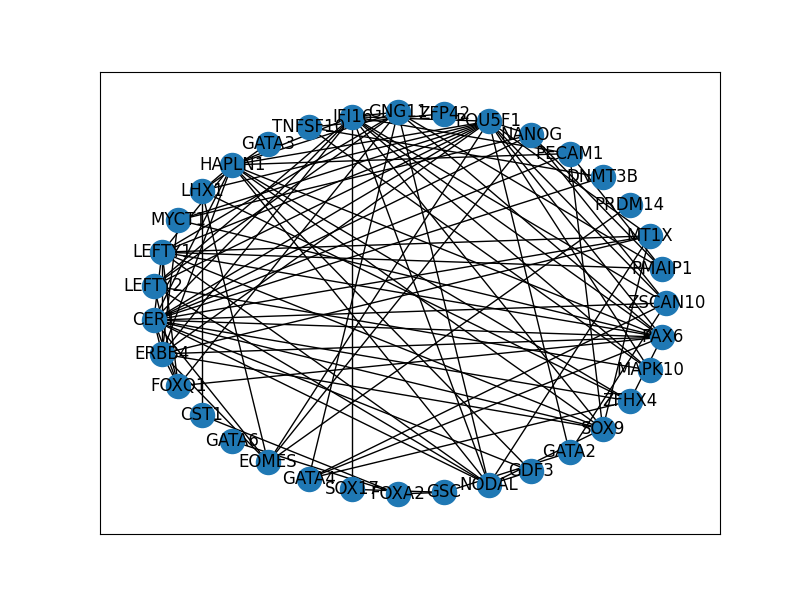 GNG11
ZFP42
IFI16
POU5F1
TNFSF10
NANOG
GATA3
PECAM1
HAPLN1
DNMT3B
LHX1
PRDM14
MYCT1
MT1X
LEFTY1
PMAIP1
LEFTY2
ZSCAN10
CER1
PAX6
ERBB4
MAPK10
FOXQ1
ZFHX4
CST1
SOX9
GATA6
GATA2
EOMES
GDF3
GATA4
NODAL
SOX17
FOXA2
GSC